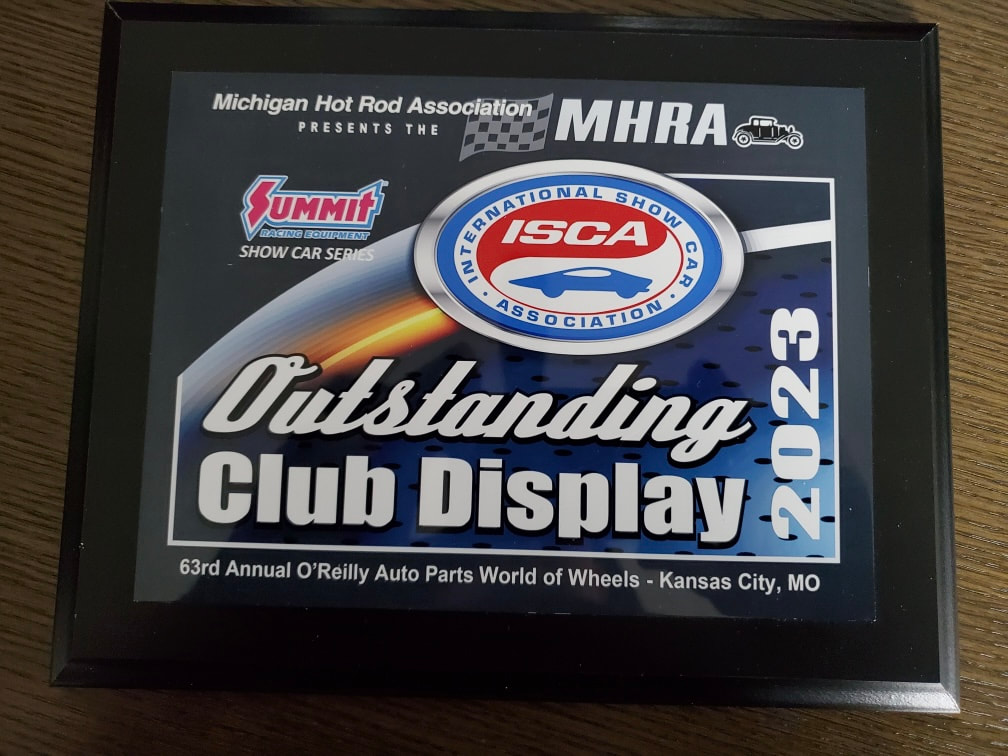 Michigan Hot Rod Association
PRESENTS THE
MHRA
SUMMIT
RACING EQUIPMENT
SHOW CAR SERIES
INTERNATIONAL SHOW CAR
ISCA
ASSOCIATION
Outstanding
Club Display
2023
63rd Annual O'Reilly Auto Parts World of Wheels - Kansas City, MO